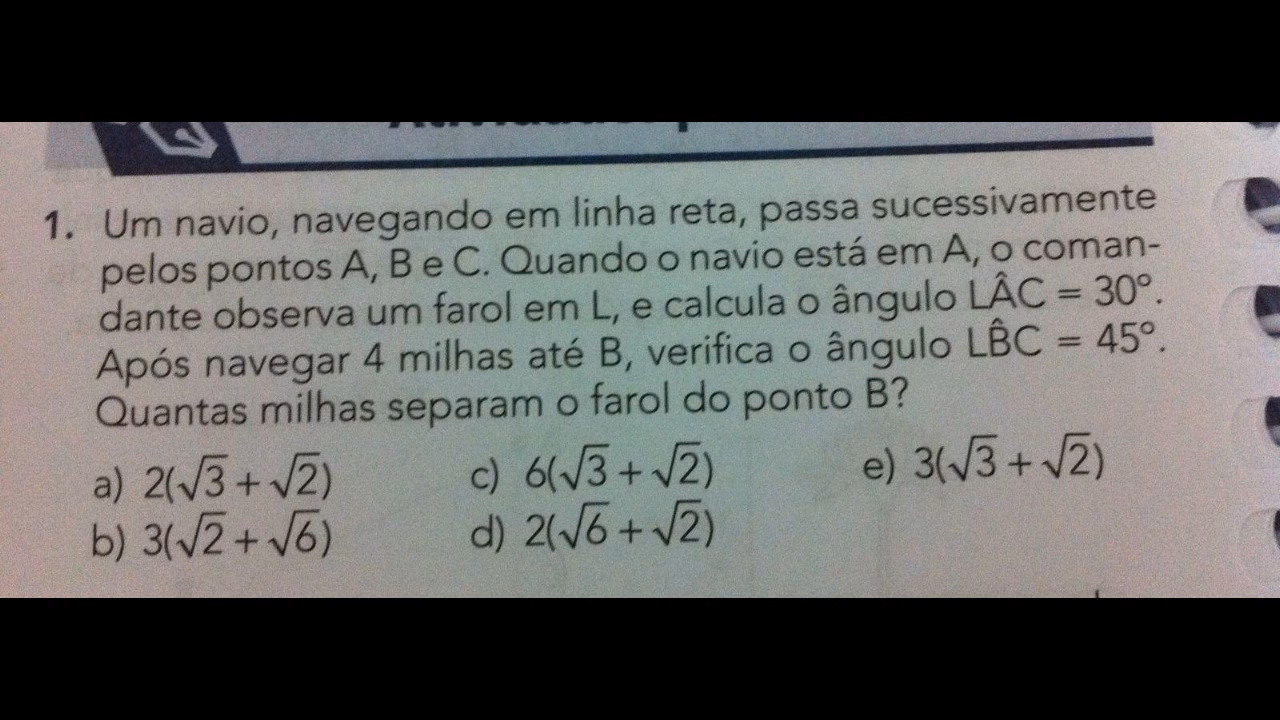 1. Um navio, navegando em linha reta, passa sucessivamente
pelos pontos A, B e C. Quando o navio está em A, o coman-
dante observa um farol em L, e calcula o ângulo LÂC = 30º.
Após navegar 4 milhas até B, verifica o ângulo LB̂C = 45º.
Quantas milhas separam o farol do ponto B?
a) 2(√3 + √2) c) 6(√3 + √2) e) 3(√3 + √2)
b) 3(√2 + √6) d) 2(√6 + √2)